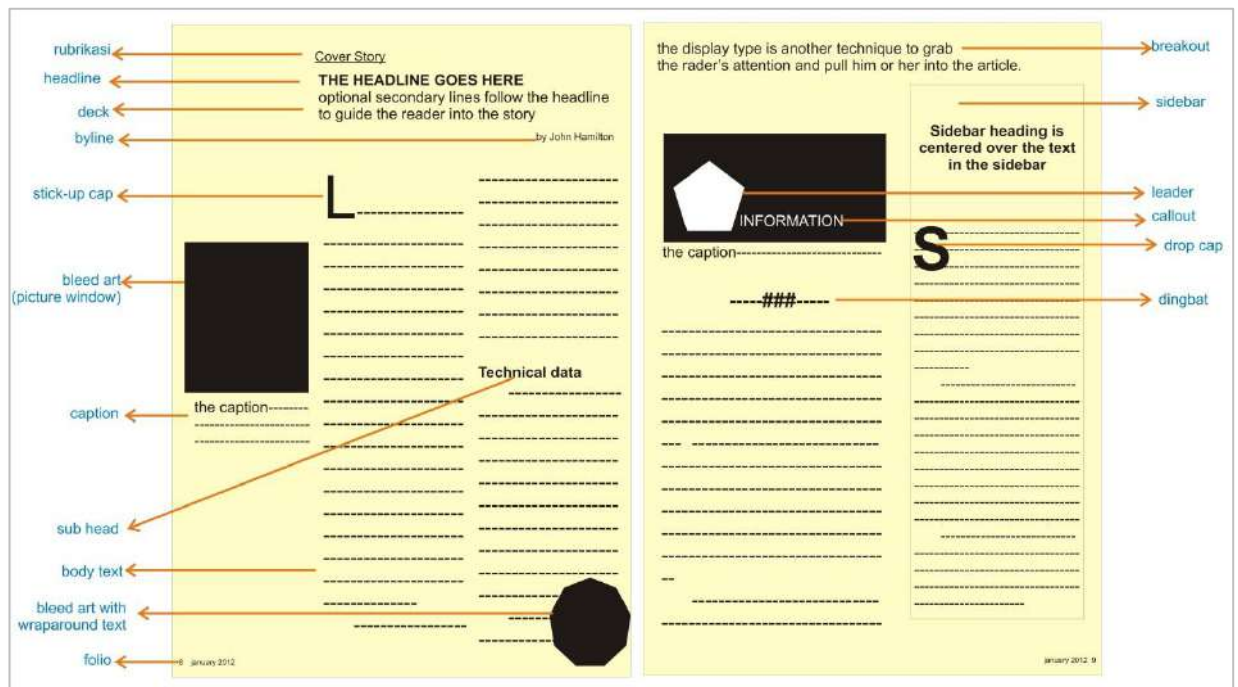 rubrikasi
headline
deck
byline
stick-up cap
bleed art
(picture window)
caption
sub head
body text
bleed art with
wraparound text
folio
Cover Story
THE HEADLINE GOES HERE
optional secondary lines follow the headline
to guide the reader into the story
by John Hamilton
L
the caption
Technical data
8 january 2012
the display type is another technique to grab
the rader's attention and pull him or her into the article.
INFORMATION
the caption
###
Sidebar heading is
centered over the text
in the sidebar
S
january 2012 9
breakout
sidebar
leader
callout
drop cap
dingbat